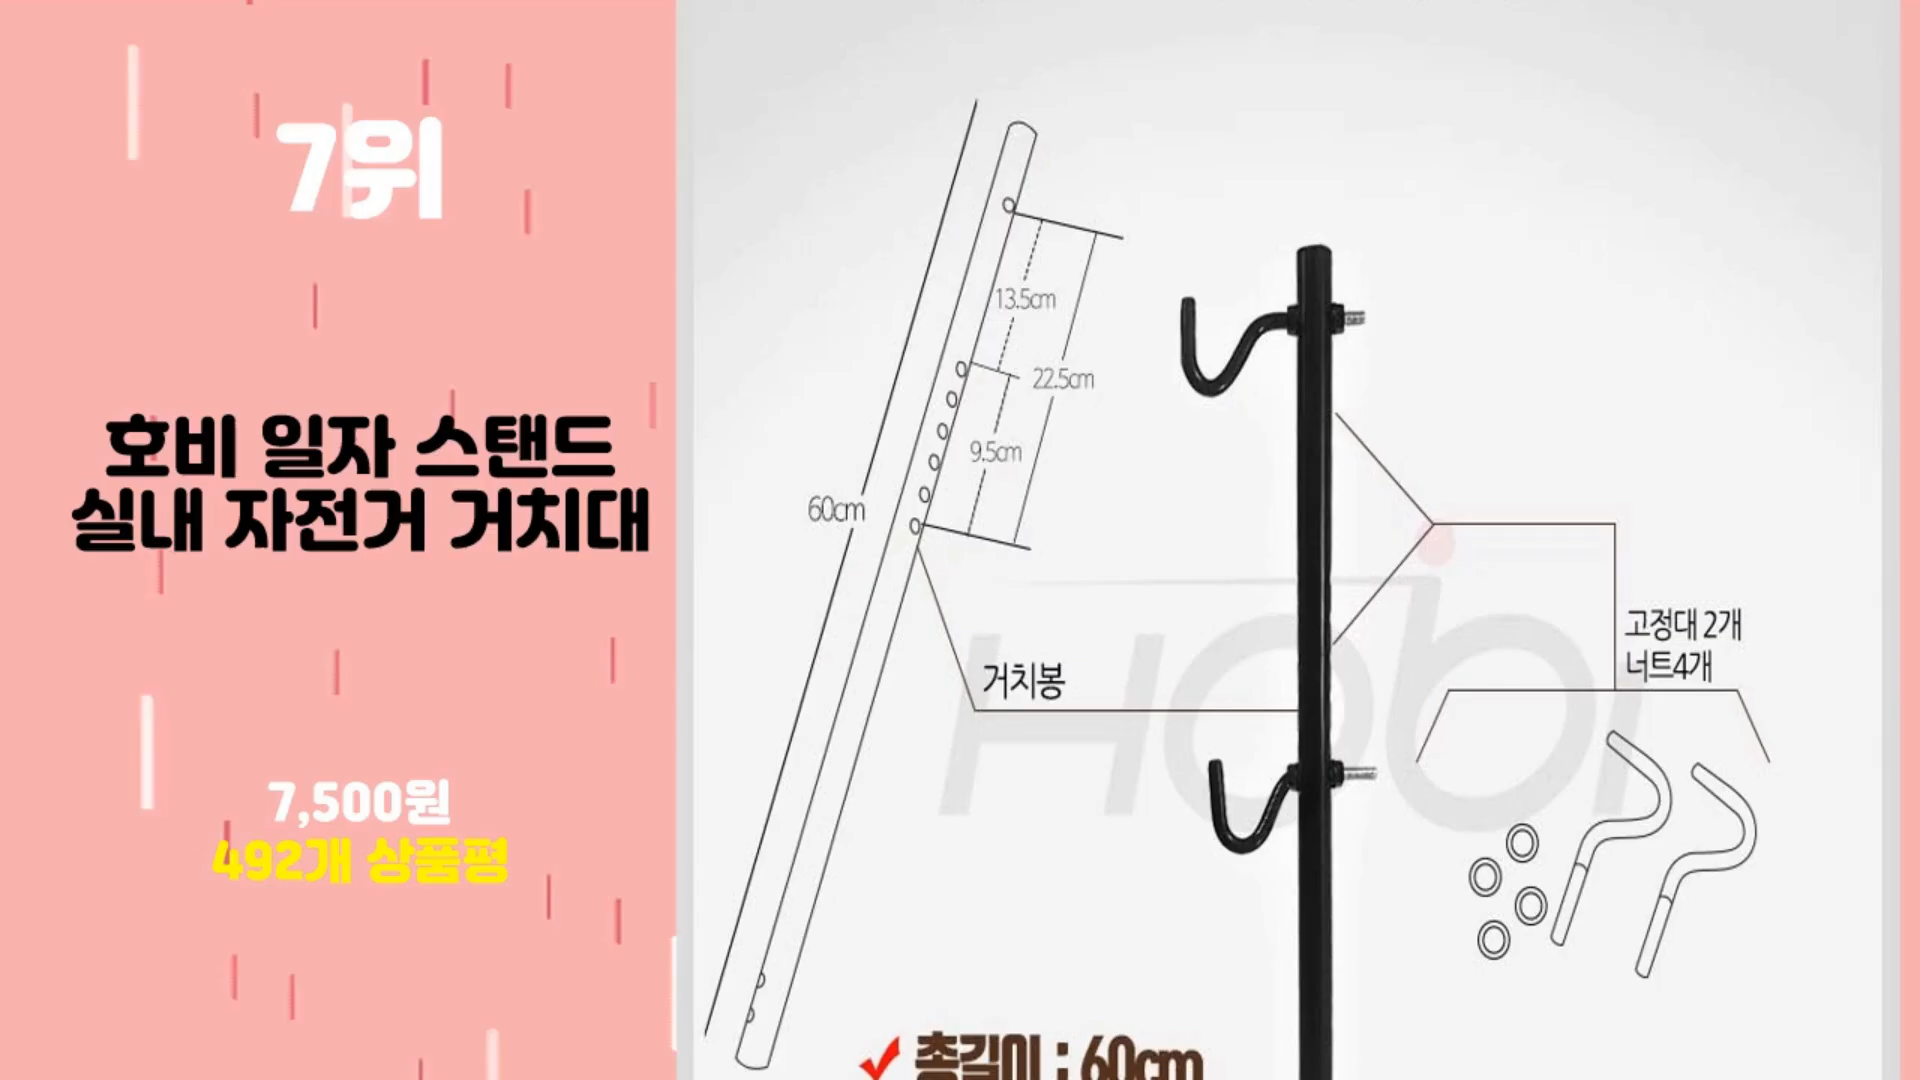 7위
호비 일자 스탠드
실내 자전거 거치대
7,500원
492개 상품평
13.5cm
22.5cm
9.5cm
60cm
거치봉
고정대 2개
너트4개
Hobi
총길이 : 60cm